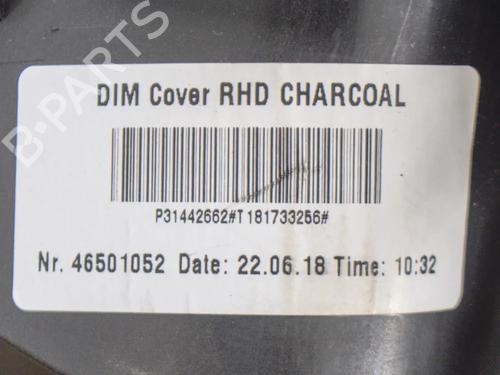 B-PARTS
DIM Cover RHD CHARCOAL
P31442662#T181733256#
Nr. 46501052 Date: 22.06.18 Time: 10:32